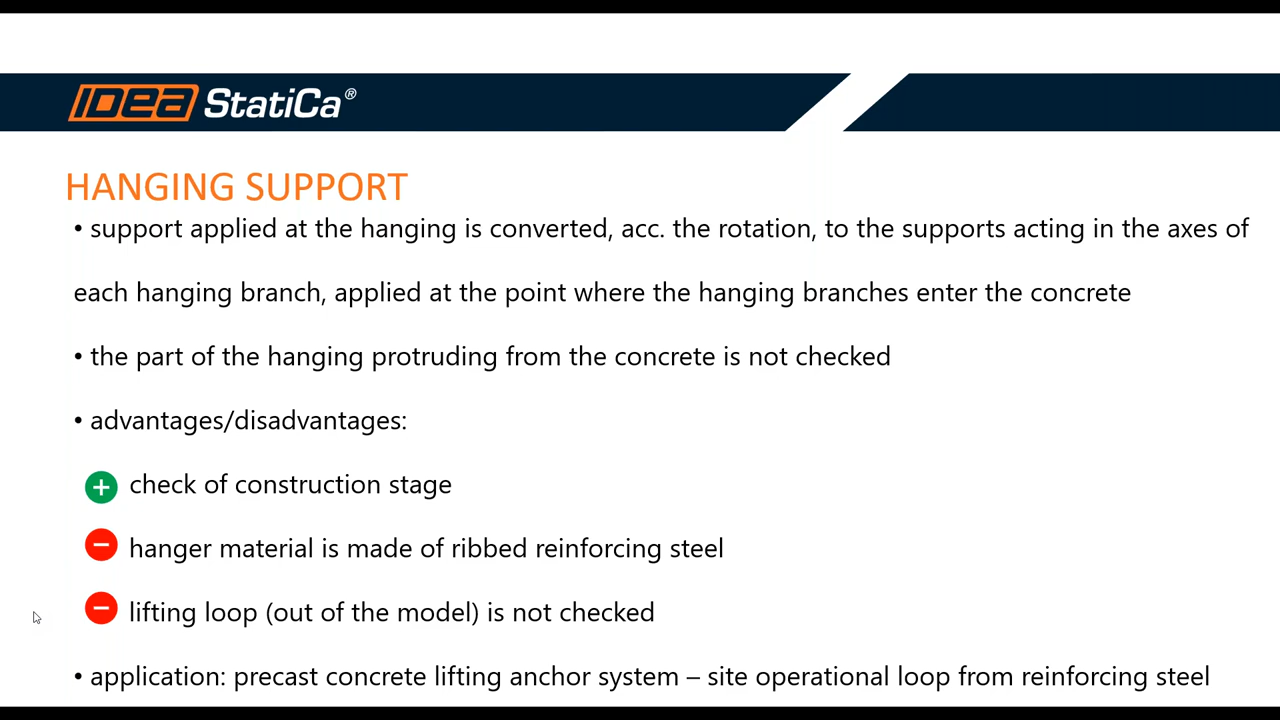 IDEA StatiCa®
HANGING SUPPORT
• support applied at the hanging is converted, acc. the rotation, to the supports acting in the axes of
each hanging branch, applied at the point where the hanging branches enter the concrete
• the part of the hanging protruding from the concrete is not checked
• advantages/disadvantages:
+ check of construction stage
− hanger material is made of ribbed reinforcing steel
− lifting loop (out of the model) is not checked
• application: precast concrete lifting anchor system – site operational loop from reinforcing steel